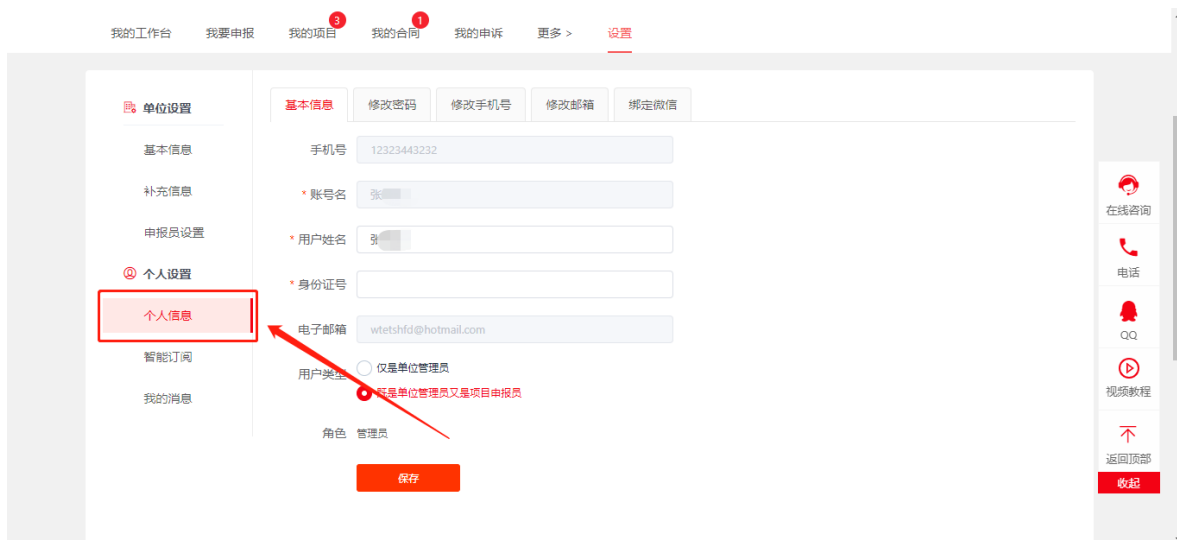 我的工作台 我要申报 我的项目 3 我的合同 1 我的申诉 更多 > 设置
单位设置
基本信息
补充信息
申报员设置
个人设置
个人信息
智能订阅
我的消息
基本信息 修改密码 修改手机号 修改邮箱 绑定微信
手机号 12323443232
* 账号名 张
* 用户姓名 张
* 身份证号
电子邮箱 wtetshfd@hotmail.com
用户类型 仅是单位管理员
既是单位管理员又是项目申报员
角色 管理员
保存
在线咨询
电话
QQ
视频教程
返回顶部
收起